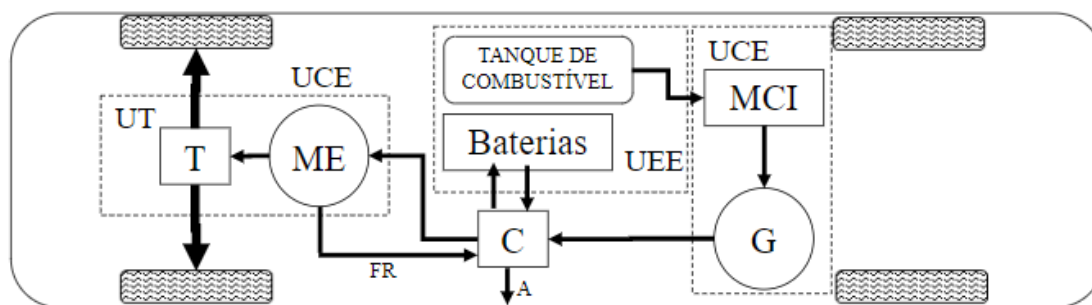 UCE
UT
T
ME
FR
TANQUE DE
COMBUSTÍVEL
Baterias
UEE
C
A
UCE
MCI
G